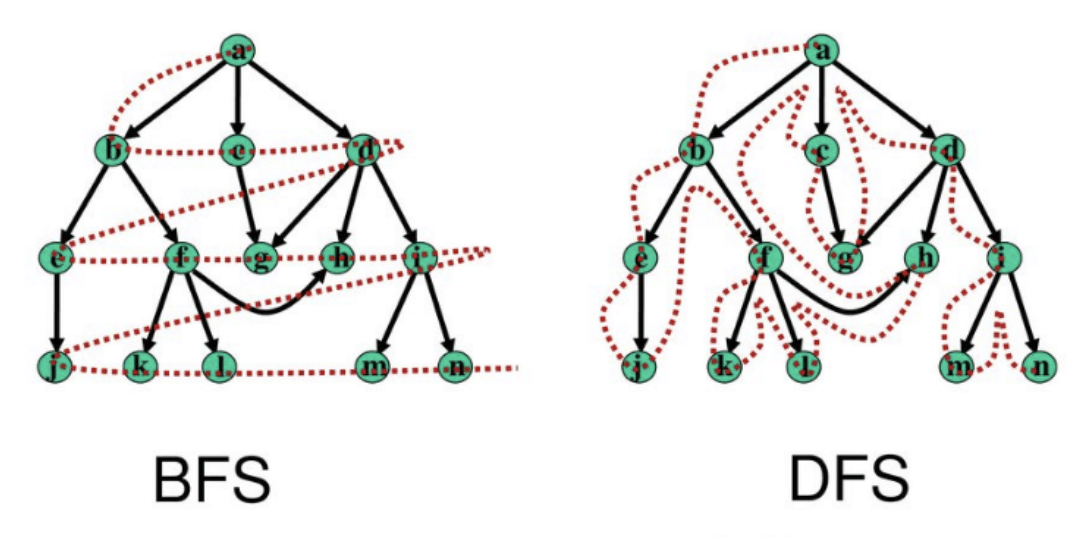 a a
b c d b c d
e f g h i e f g h i
j k l m n j k l m n
BFS DFS